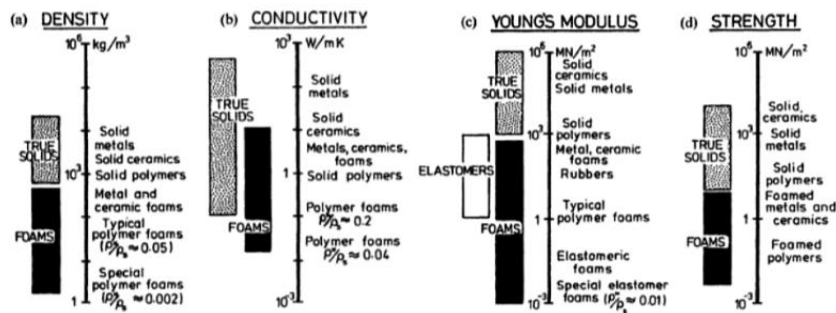 (a) DENSITY
10⁶ kg/m³
TRUE SOLIDS
Solid metals
Solid ceramics
10³ Solid polymers
Metal and ceramic foams
FOAMS
Typical polymer foams
(ρ*/ρₛ ≈ 0.05)
Special polymer foams
1 (ρ*/ρₛ ≈ 0.002)
(b) CONDUCTIVITY
10³ W/mK
Solid metals
TRUE SOLIDS
Solid ceramics
Metals, ceramics, foams
1 Solid polymers
Polymer foams
ρ*/ρₛ ≈ 0.2
FOAMS
Polymer foams
ρ*/ρₛ ≈ 0.04
10⁻³
(c) YOUNG'S MODULUS
10⁶ MN/m²
Solid ceramics
Solid metals
TRUE SOLIDS
Solid polymers
10³
Metal, ceramic foams
ELASTOMERS
Rubbers
Typical polymer foams
1
FOAMS
Elastomeric foams
Special elastomer foams (ρ*/ρₛ ≈ 0.01)
10⁻³
(d) STRENGTH
10⁶ MN/m²
Solid ceramics
10³ Solid metals
TRUE SOLIDS
Solid polymers
Foamed metals and ceramics
1
FOAMS
Foamed polymers
10⁻³